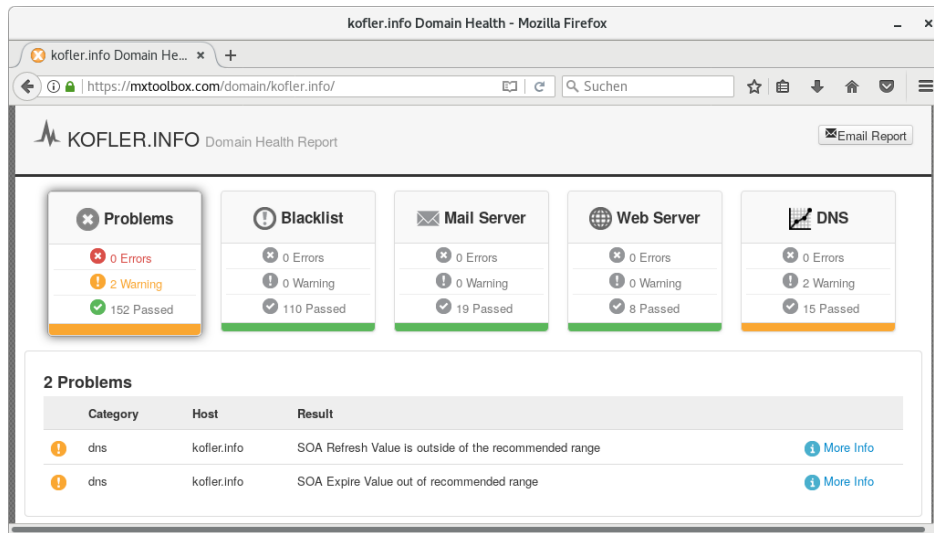 kofler.info Domain Health - Mozilla Firefox
kofler.info Domain He...
https://mxtoolbox.com/domain/kofler.info/
Suchen
KOFLER.INFO Domain Health Report
Email Report
Problems
0 Errors
2 Warning
152 Passed
Blacklist
0 Errors
0 Warning
110 Passed
Mail Server
0 Errors
0 Warning
19 Passed
Web Server
0 Errors
0 Warning
8 Passed
DNS
0 Errors
2 Warning
15 Passed
2 Problems
Category Host Result
dns kofler.info SOA Refresh Value is outside of the recommended range More Info
dns kofler.info SOA Expire Value out of recommended range More Info